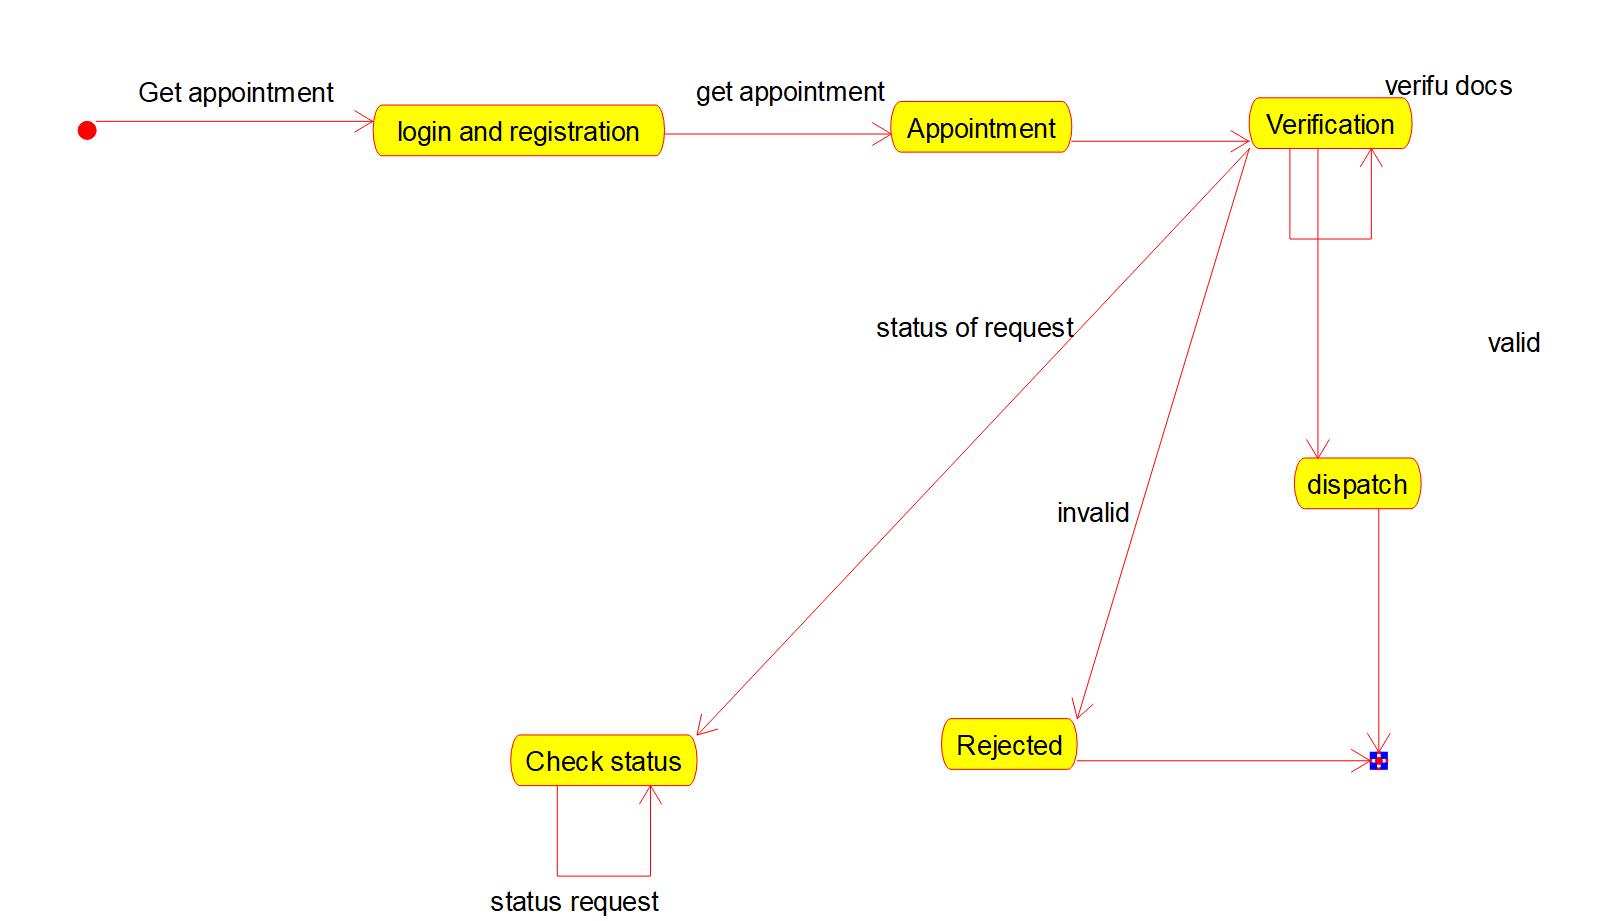 Get appointment
get appointment
verifu docs
login and registration
Appointment
Verification
status of request
valid
dispatch
invalid
Rejected
Check status
status request